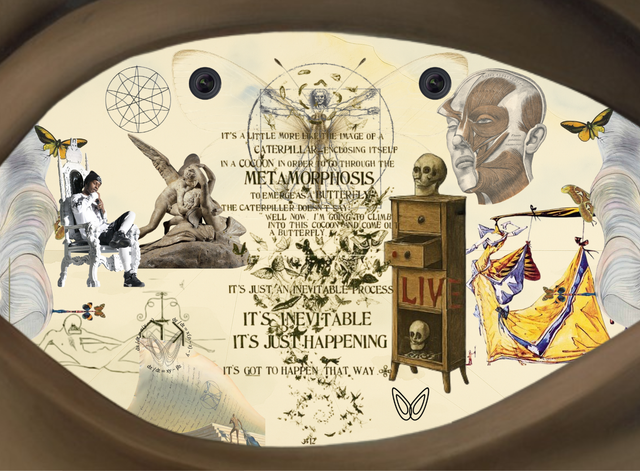 IT'S A LITTLE MORE LIKE THE IMAGE OF A
CATERPILLAR ENCLOSING ITSELF
IN A COCOON IN ORDER TO GO THROUGH THE
METAMORPHOSIS
TO EMERGE AS A BUTTERFLY
THE CATERPILLER DOESN'T SAY
WELL NOW, I'M GOING TO CLIMB
INTO THIS COCOON AND COME OU
A BUTTERFLY
IT'S JUST AN INEVITABLE PROCESS
LIVE
IT'S INEVITABLE
IT'S JUST HAPPENING
IT'S GOT TO HAPPEN THAT WAY